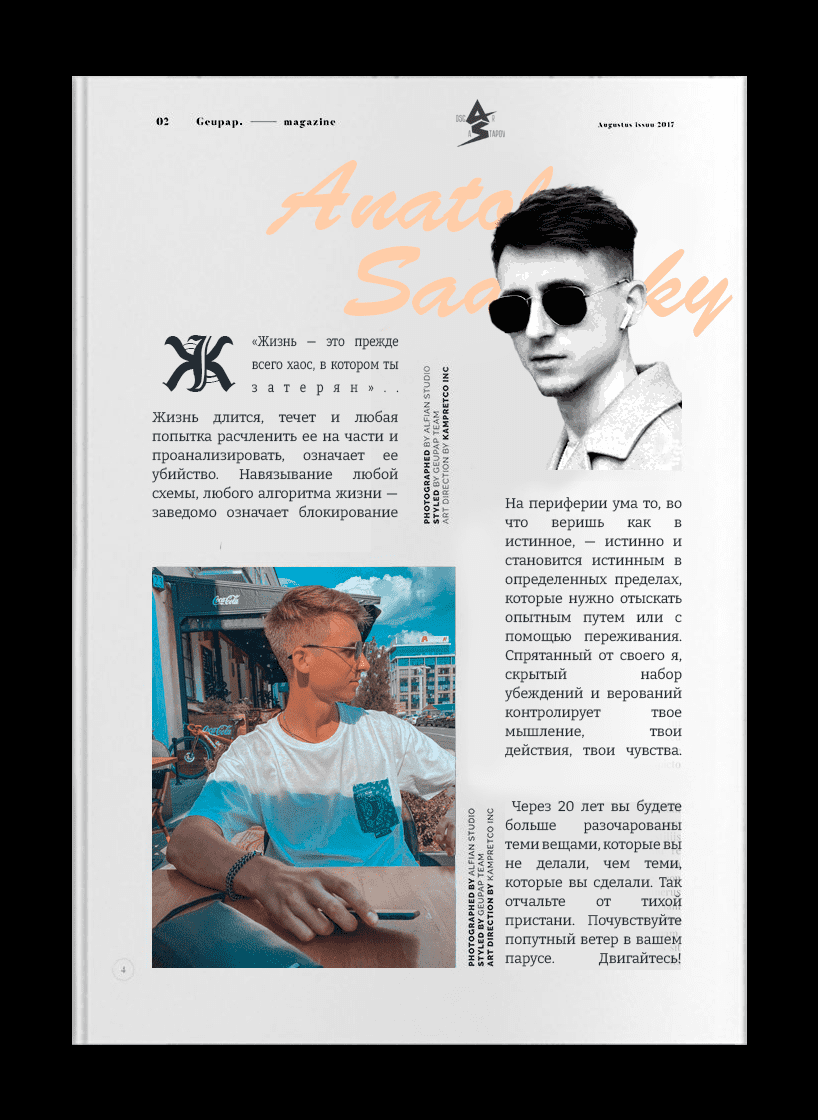 02 Geupap. magazine
Augustus issuu 2017
Anatol
Sao ky
Ж
«Жизнь — это прежде
всего хаос, в котором ты
затерян»..
Жизнь длится, течет и любая
попытка расчленить ее на части и
проанализировать, означает ее
убийство. Навязывание любой
схемы, любого алгоритма жизни —
заведомо означает блокирование
PHOTOGRAPHED BY ALFIAN STUDIO
STYLED BY GEUPAP TEAM
ART DIRECTION BY KAMPRETCO INC
На периферии ума то, во
что веришь как в
истинное, — истинно и
становится истинным в
определенных пределах,
которые нужно отыскать
опытным путем или с
помощью переживания.
Спрятанный от своего я,
скрытый набор
убеждений и верований
контролирует твое
мышление, твои
действия, твои чувства.
Coca-Cola
Coca-Cola
PHOTOGRAPHED BY ALFIAN STUDIO
STYLED BY GEUPAP TEAM
ART DIRECTION BY KAMPRETCO INC
Через 20 лет вы будете
больше разочарованы
теми вещами, которые вы
не делали, чем теми,
которые вы сделали. Так
отчальте от тихой
пристани. Почувствуйте
попутный ветер в вашем
парусе. Двигайтесь!
4